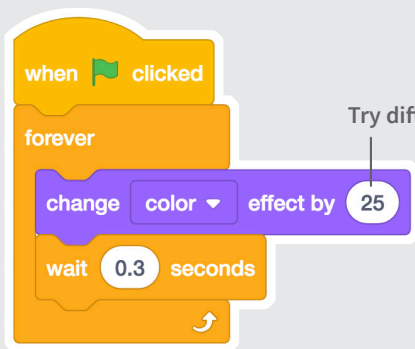 when clicked
Try dif
forever
change color effect by 25
wait 0.3 seconds